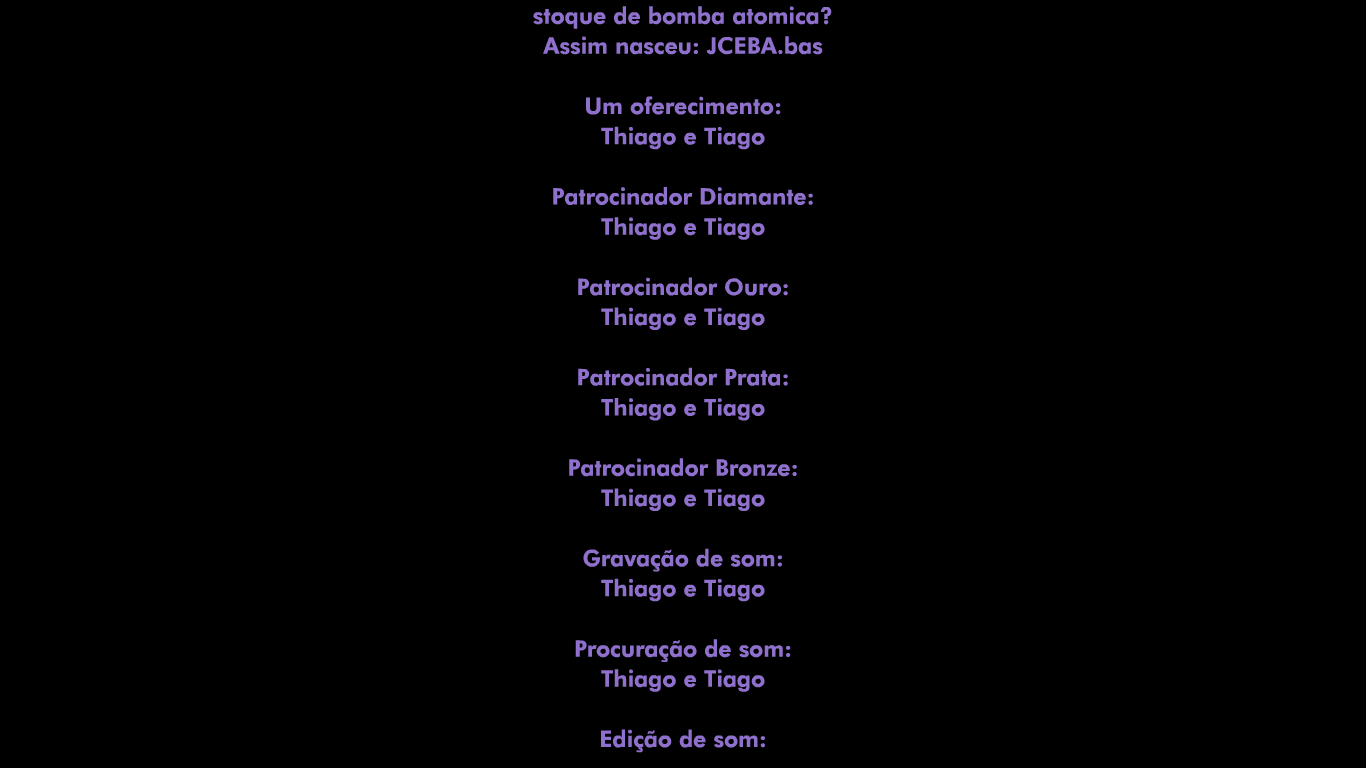 stoque de bomba atomica?
Assim nasceu: JCEBA.bas
Um oferecimento:
Thiago e Tiago
Patrocinador Diamante:
Thiago e Tiago
Patrocinador Ouro:
Thiago e Tiago
Patrocinador Prata:
Thiago e Tiago
Patrocinador Bronze:
Thiago e Tiago
Gravação de som:
Thiago e Tiago
Procuração de som:
Thiago e Tiago
Edição de som: